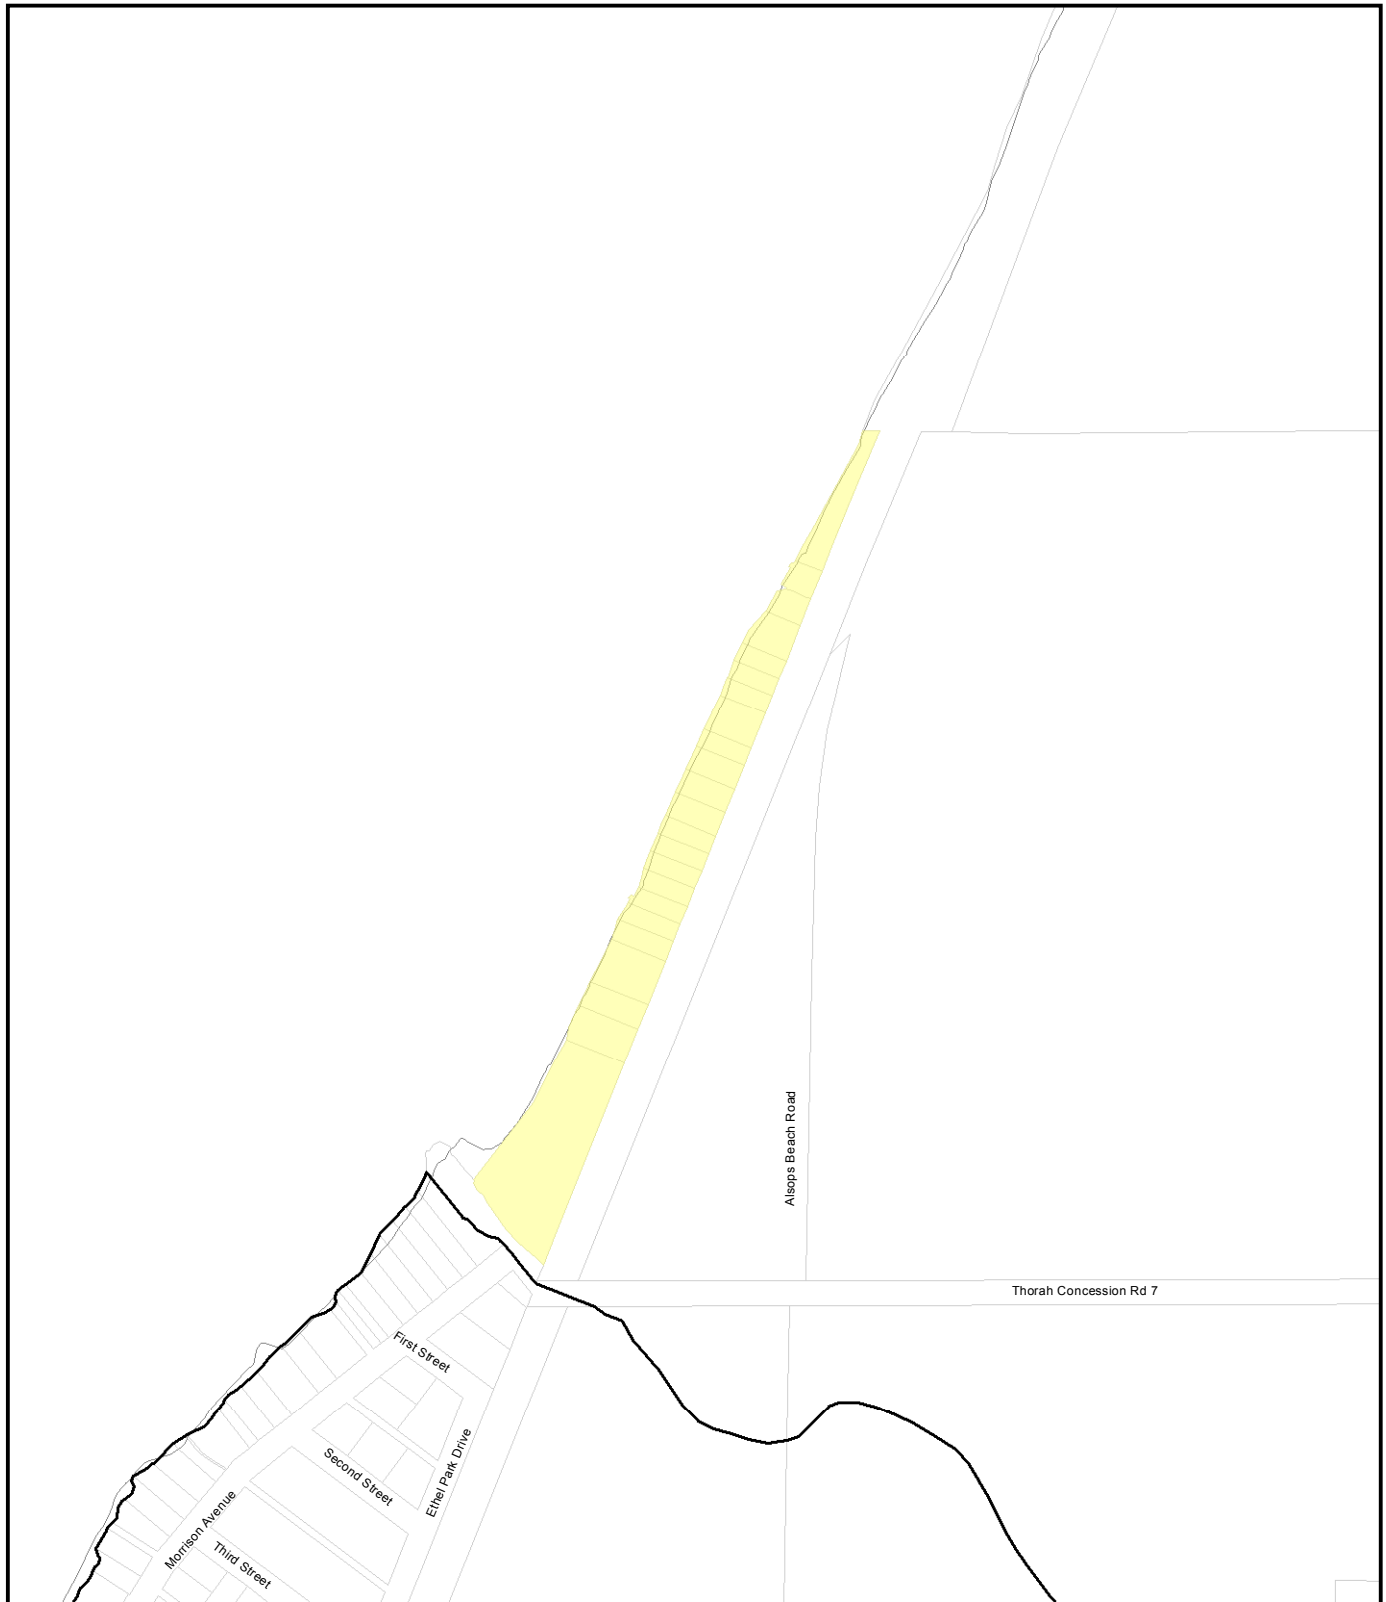 Alsops Beach Road
Thorah Concession Rd 7
First Street
Ethel Park Drive
Second Street
Morrison Avenue
Third Street